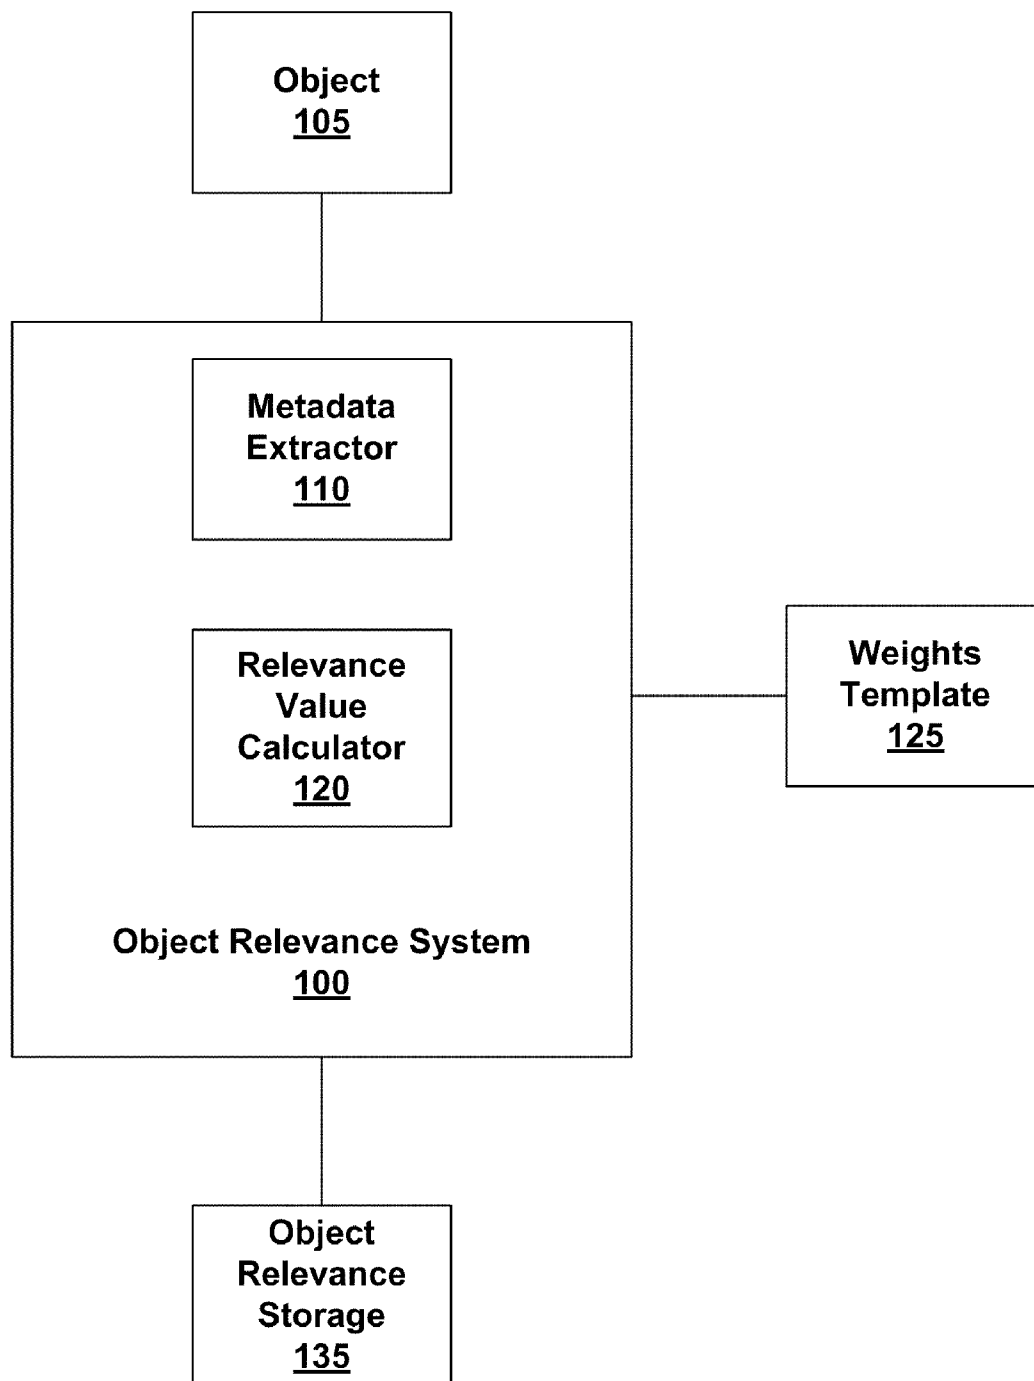 Object
105
Metadata
Extractor
110
Relevance
Value
Calculator
120
Weights
Template
125
Object Relevance System
100
Object
Relevance
Storage
135